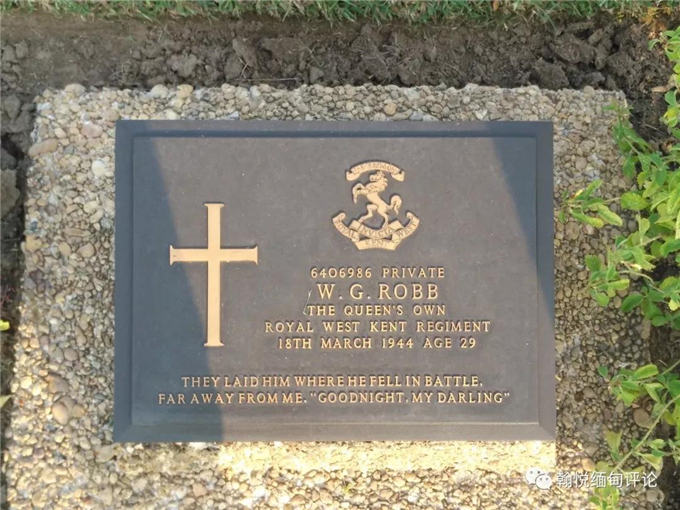 INVICTA
6406986 PRIVATE
W. G. ROBB
THE QUEEN'S OWN
ROYAL WEST KENT REGIMENT
18TH MARCH 1944 AGE 29
THEY LAID HIM WHERE HE FELL IN BATTLE,
FAR AWAY FROM ME. "GOODNIGHT, MY DARLING"
翰悦缅甸评论